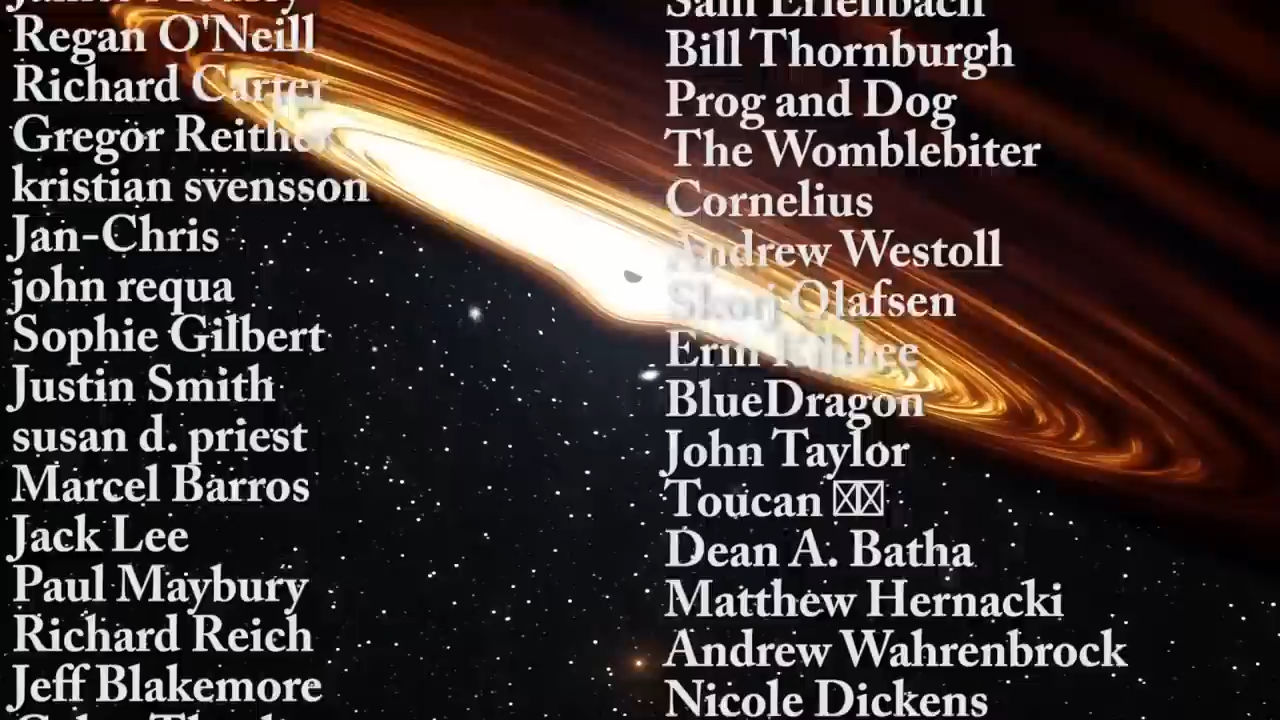 Regan O'Neill
Richard Carter
Gregor Reither
kristian svensson
Jan-Chris
john requa
Sophie Gilbert
Justin Smith
susan d. priest
Marcel Barros
Jack Lee
Paul Maybury
Richard Reich
Jeff Blakemore
Bill Thornburgh
Prog and Dog
The Womblebiter
Cornelius
Andrew Westoll
Skorj Olafsen
BlueDragon
John Taylor
Toucan
Dean A. Batha
Matthew Hernacki
Andrew Wahrenbrock
Nicole Dickens